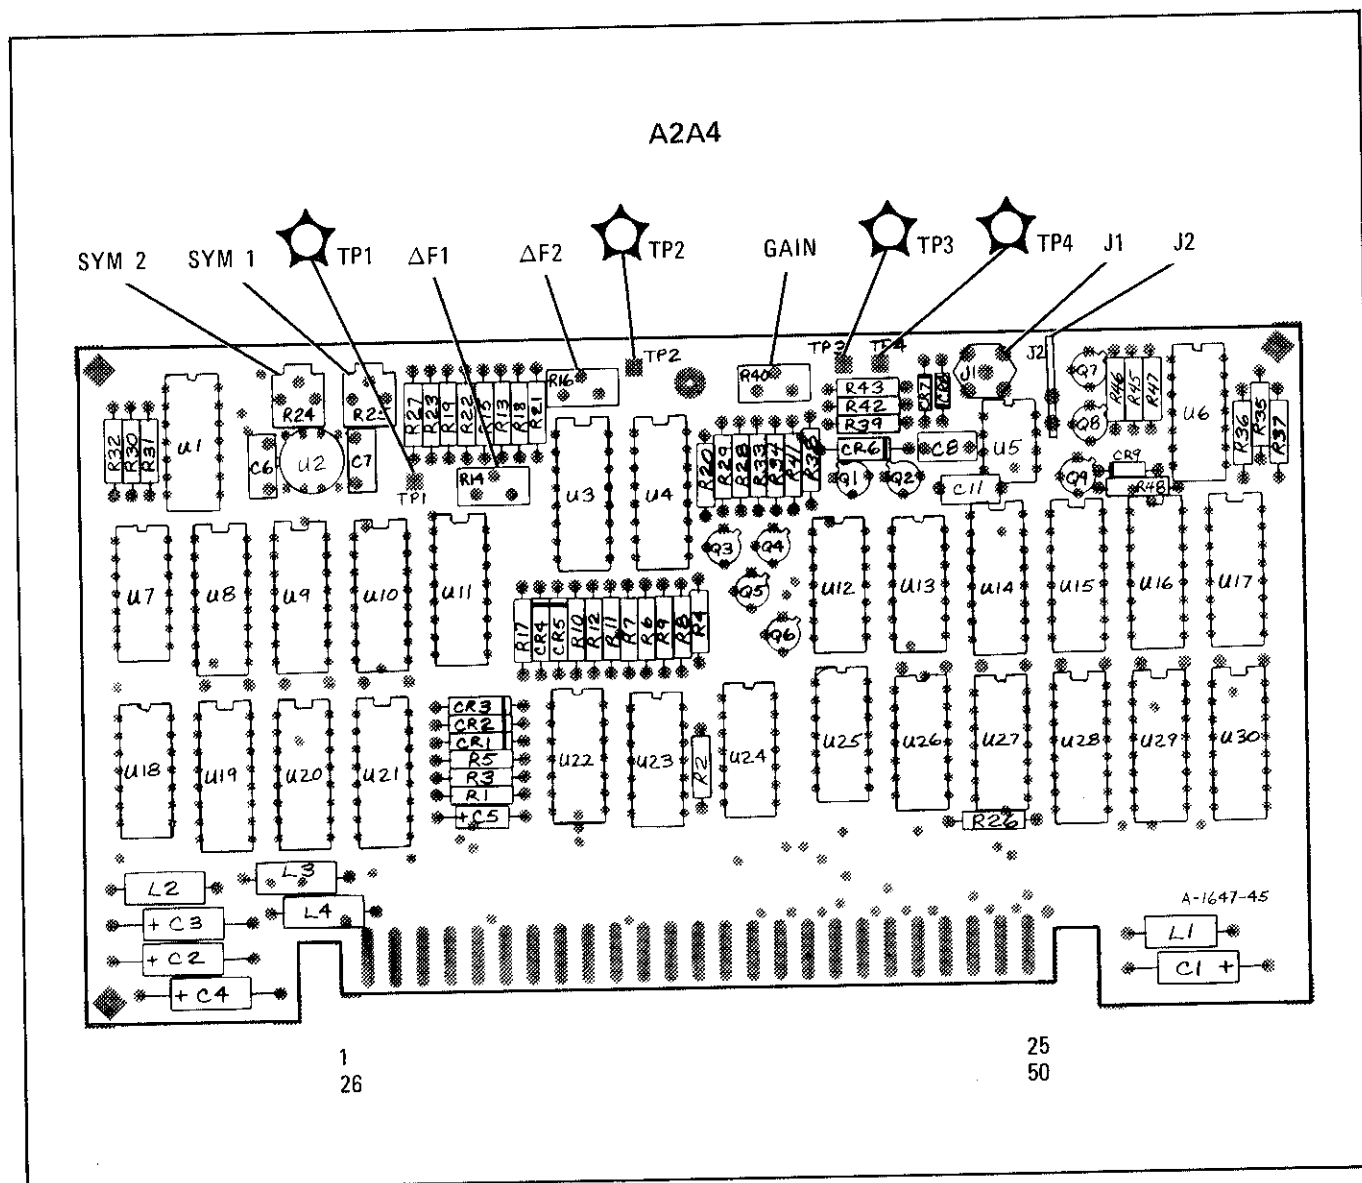 A2A4
SYM 2 SYM 1 TP1 ΔF1 ΔF2 TP2 GAIN TP3 TP4 J1 J2
TP2 TP3 TP4 J2
R16 R40 J1 Q7
R24 R25
R27 R23 R19 R22 R15 R13 R18 R21
R43 R42 R39 CR7 CR8
R46 R45 R47
U1 U6
R32 R30 R31
R36 R35 R37
C6 U2 C7
Q8
CR6 C8 U5
R20 R29 R28 R33 R34 R41 R38
CR9
R14 TP1
U3 U4
Q1 Q2 C11 Q9 R48
Q3 Q4
U7 U8 U9 U10 U11 Q5 U12 U13 U14 U15 U16 U17
R17 CR4 CR5 R10 R12 R11 R7 R6 R9 R8 R4
Q6
CR3
CR2
CR1
R5
R3
R1
+C5
U18 U19 U20 U21 U22 U23 R2 U24 U25 U26 U27 U28 U29 U30
R26
L2 L3
L4
+ C3
+ C2
+ C4
A-1647-45
L1
C1 +
1 25
26 50